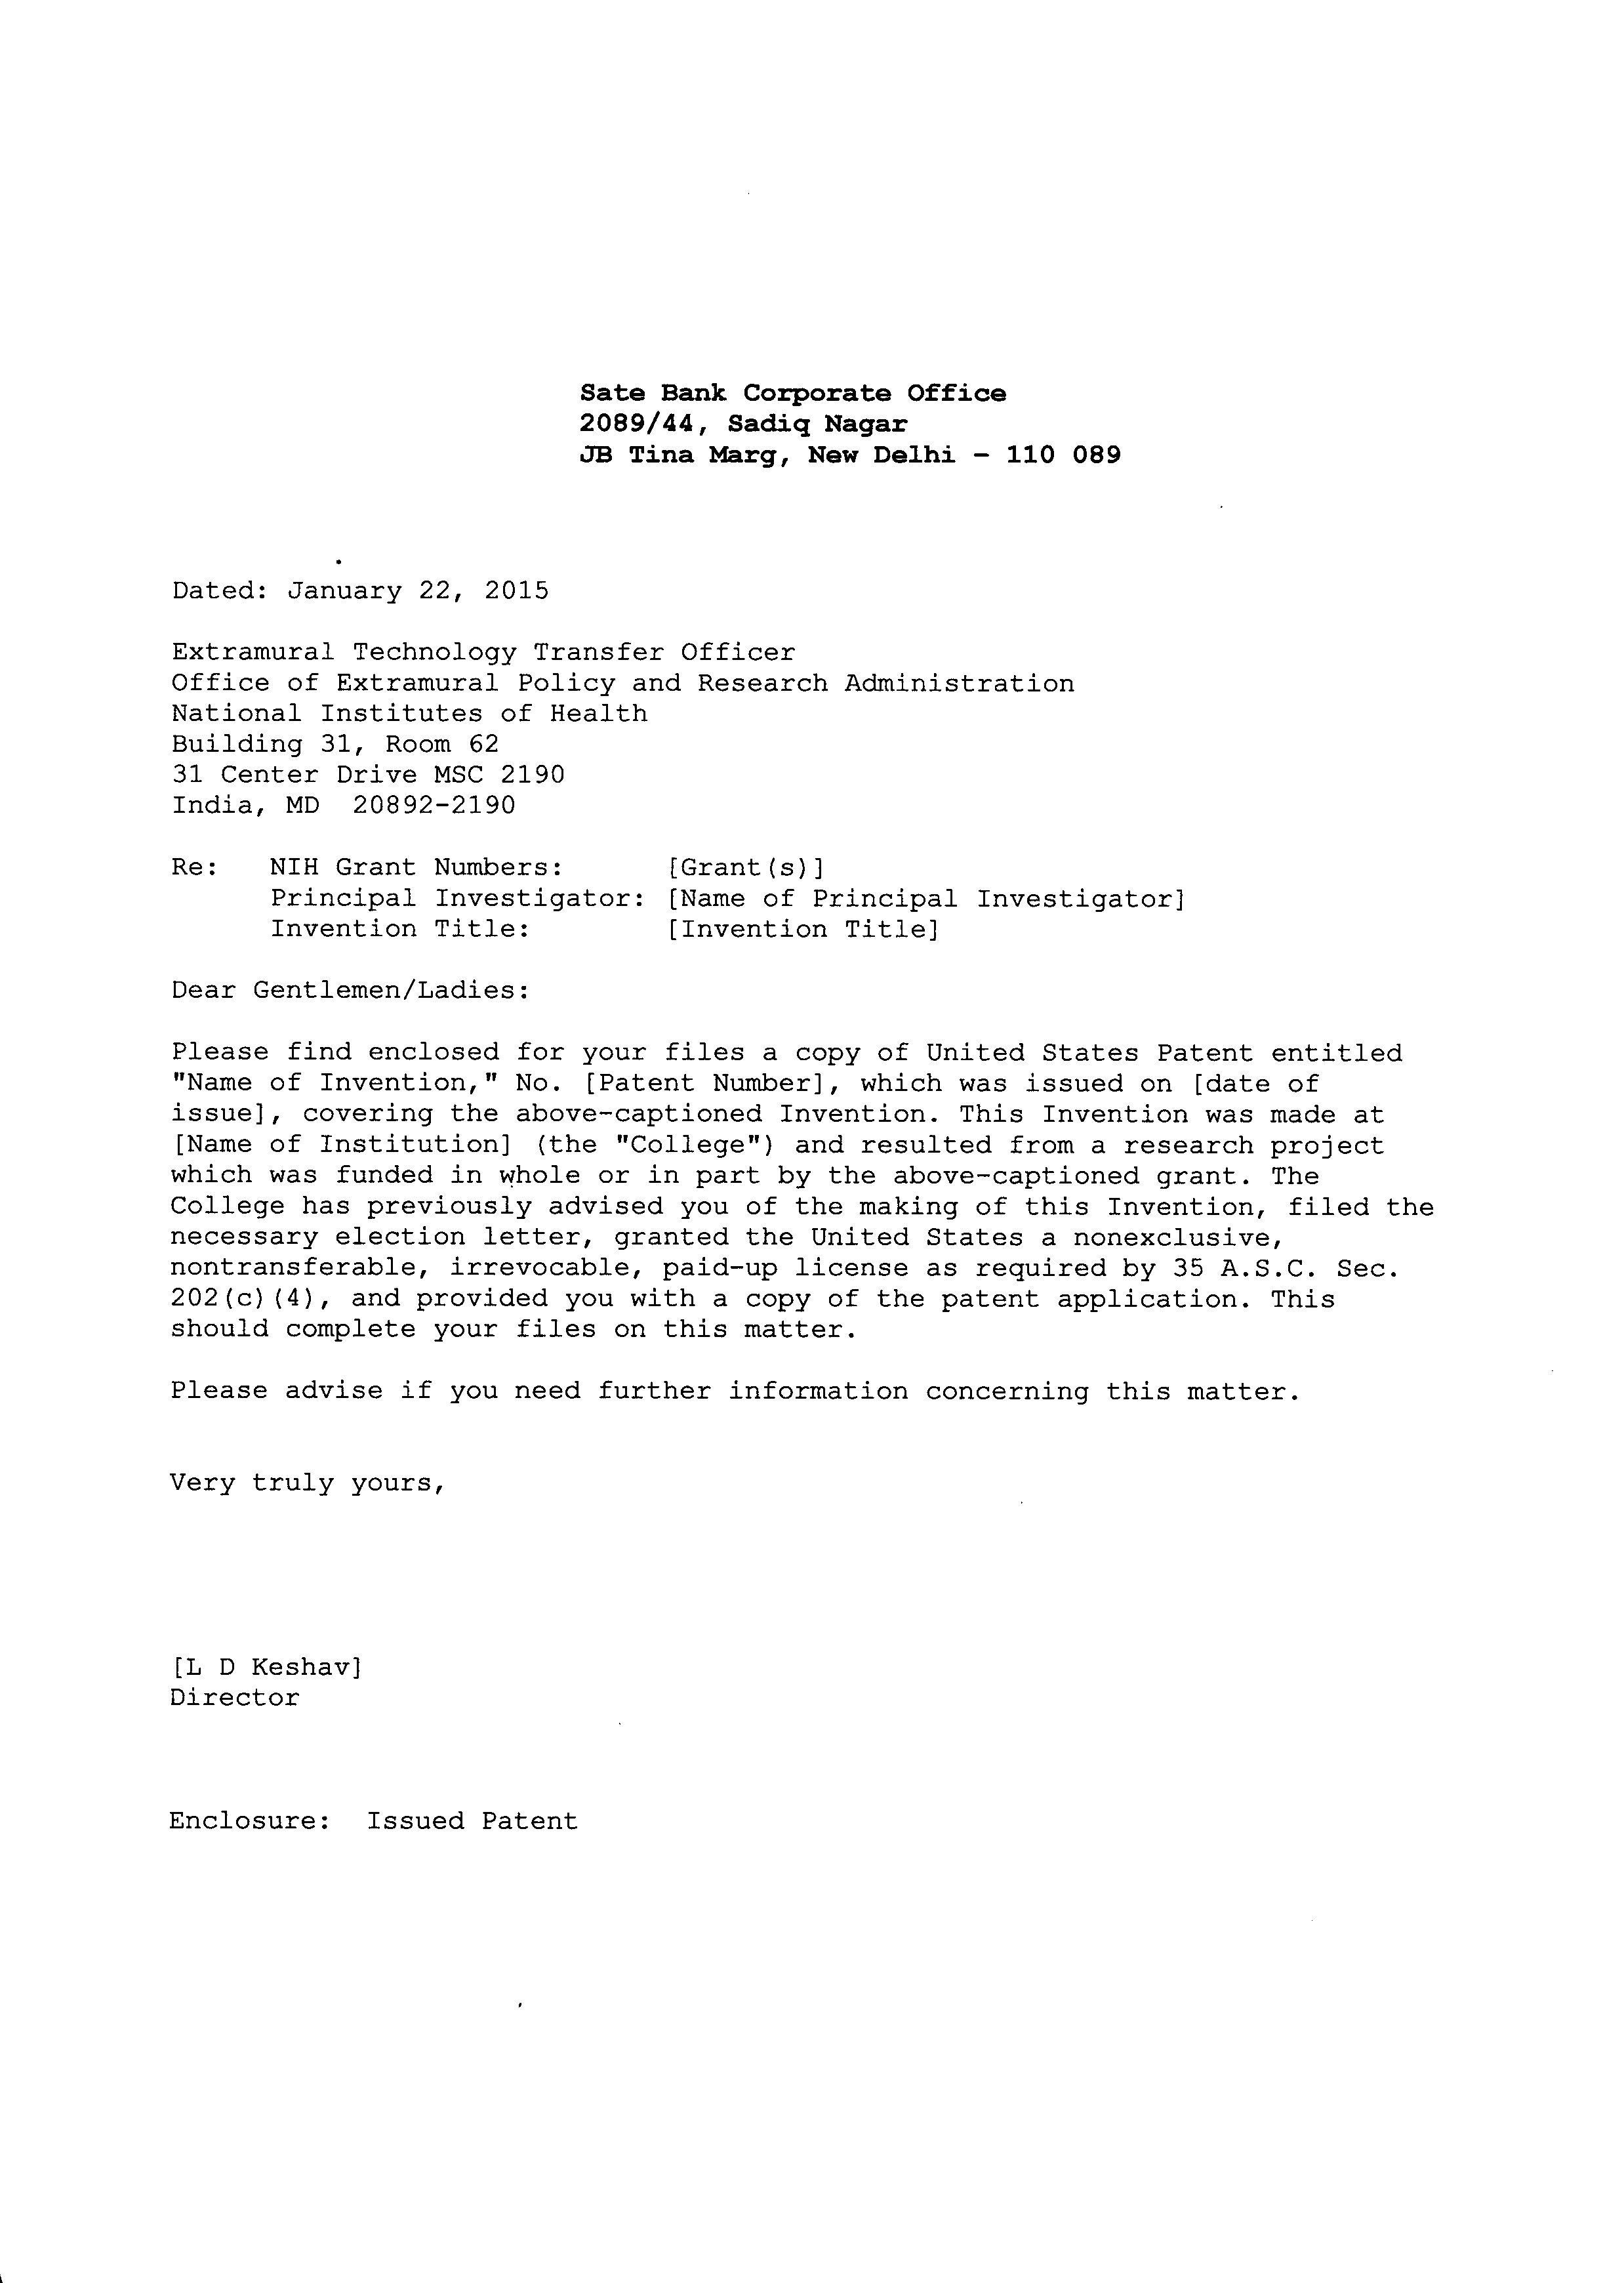 Sate Bank Corporate Office
2089/44, Sadiq Nagar
JB Tina Marg, New Delhi - 110 089
Dated: January 22, 2015
Extramural Technology Transfer Officer
Office of Extramural Policy and Research Administration
National Institutes of Health
Building 31, Room 62
31 Center Drive MSC 2190
India, MD 20892-2190
Re: NIH Grant Numbers: [Grant(s)]
Principal Investigator: [Name of Principal Investigator]
Invention Title: [Invention Title]
Dear Gentlemen/Ladies:
Please find enclosed for your files a copy of United States Patent entitled
"Name of Invention," No. [Patent Number], which was issued on [date of
issue], covering the above-captioned Invention. This Invention was made at
[Name of Institution] (the "College") and resulted from a research project
which was funded in whole or in part by the above-captioned grant. The
College has previously advised you of the making of this Invention, filed the
necessary election letter, granted the United States a nonexclusive,
nontransferable, irrevocable, paid-up license as required by 35 A.S.C. Sec.
202(c)(4), and provided you with a copy of the patent application. This
should complete your files on this matter.
Please advise if you need further information concerning this matter.
Very truly yours,
[L D Keshav]
Director
Enclosure: Issued Patent